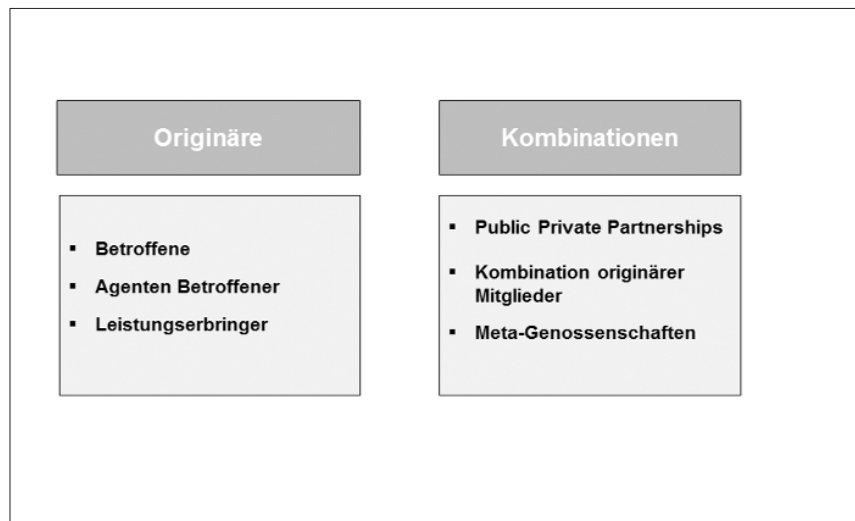 Originäre
▪ Betroffene
▪ Agenten Betroffener
▪ Leistungserbringer
Kombinationen
▪ Public Private Partnerships
▪ Kombination originärer
Mitglieder
▪ Meta-Genossenschaften